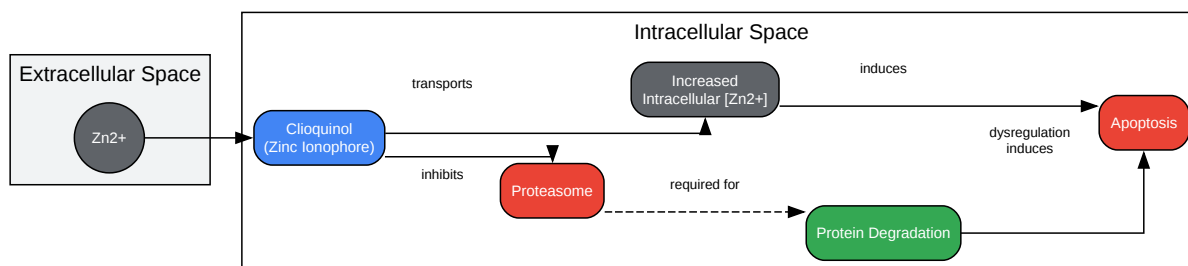 Intracellular Space
Extracellular Space
Zn2+
Clioquinol
(Zinc Ionophore)
transports
inhibits
Increased
Intracellular [Zn2+]
induces
Apoptosis
dysregulation
induces
Proteasome
required for
Protein Degradation